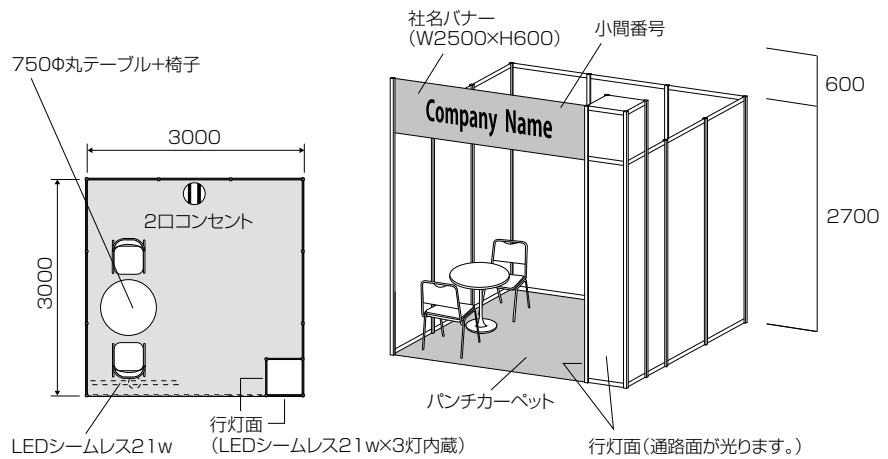 社名バナー
(W2500×H600)
小間番号
750Φ丸テーブル+椅子
600
Company Name
3000
2口コンセント
2700
3000
パンチカーペット
行灯面
LEDシームレス21w
(LEDシームレス21w×3灯内蔵)
行灯面(通路面が光ります。)